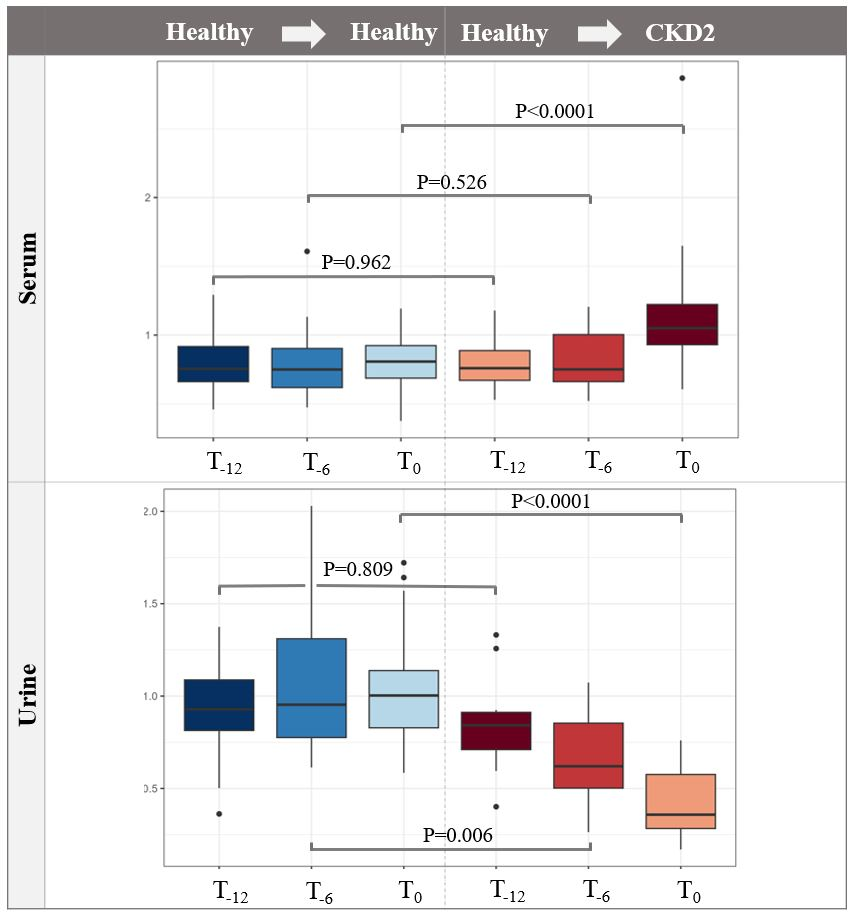 Healthy Healthy Healthy CKD2
Serum
P<0.0001
P=0.526
P=0.962
2
1
T-12 T-6 T0 T-12 T-6 T0
Urine
P<0.0001
P=0.809
2.0
1.5
1.0
0.5
P=0.006
T-12 T-6 T0 T-12 T-6 T0